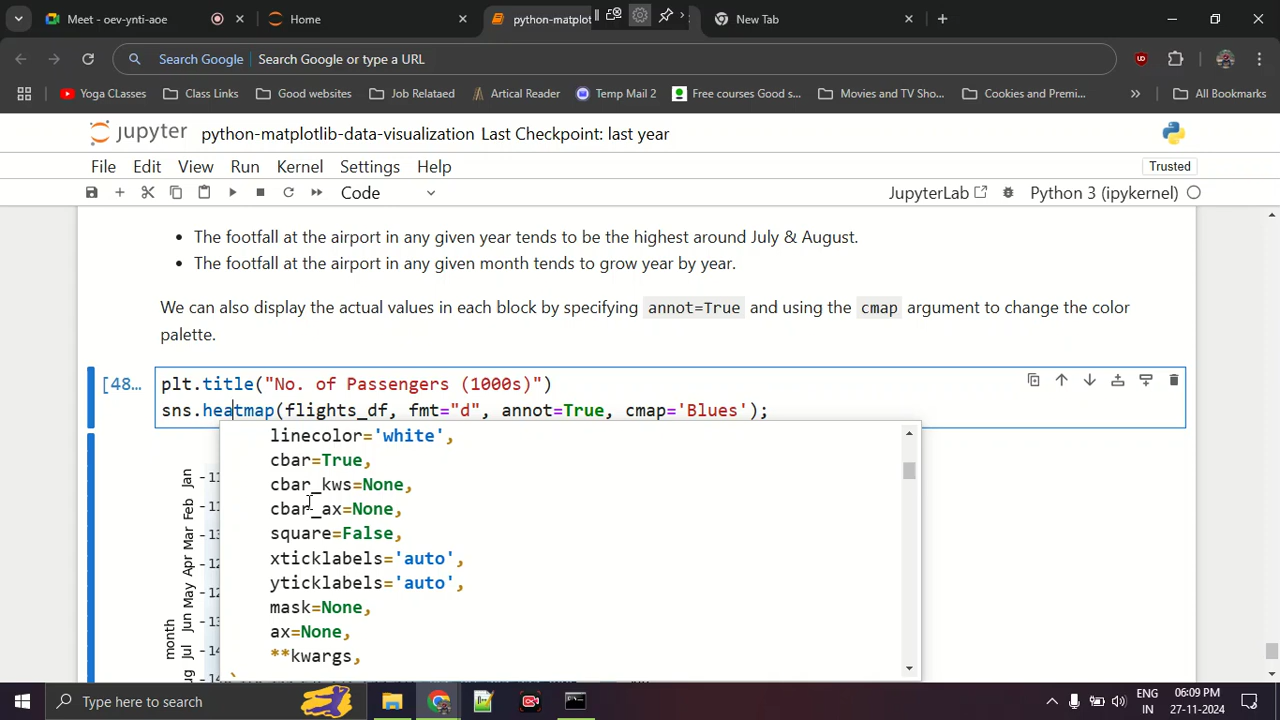 Meet - oev-ynti-aoe
Home
python-matplot
New Tab
Search Google
Search Google or type a URL
Yoga CLasses
Class Links
Good websites
Job Relataed
Artical Reader
Temp Mail 2
Free courses Good s...
Movies and TV Sho...
Cookies and Premi...
All Bookmarks
jupyter
python-matplotlib-data-visualization Last Checkpoint: last year
File Edit View Run Kernel Settings Help
Trusted
Code
JupyterLab
Python 3 (ipykernel)
• The footfall at the airport in any given year tends to be the highest around July & August.
• The footfall at the airport in any given month tends to grow year by year.
We can also display the actual values in each block by specifying annot=True and using the cmap argument to change the color
palette.
[48...
plt.title("No. of Passengers (1000s)")
sns.heatmap(flights_df, fmt="d", annot=True, cmap='Blues');
linecolor='white',
cbar=True,
cbar_kws=None,
cbar_ax=None,
square=False,
xticklabels='auto',
yticklabels='auto',
mask=None,
ax=None,
**kwargs,
month
Jan
Feb
Mar
Apr
May
Jun
Jul
Type here to search
ENG
IN
06:09 PM
27-11-2024